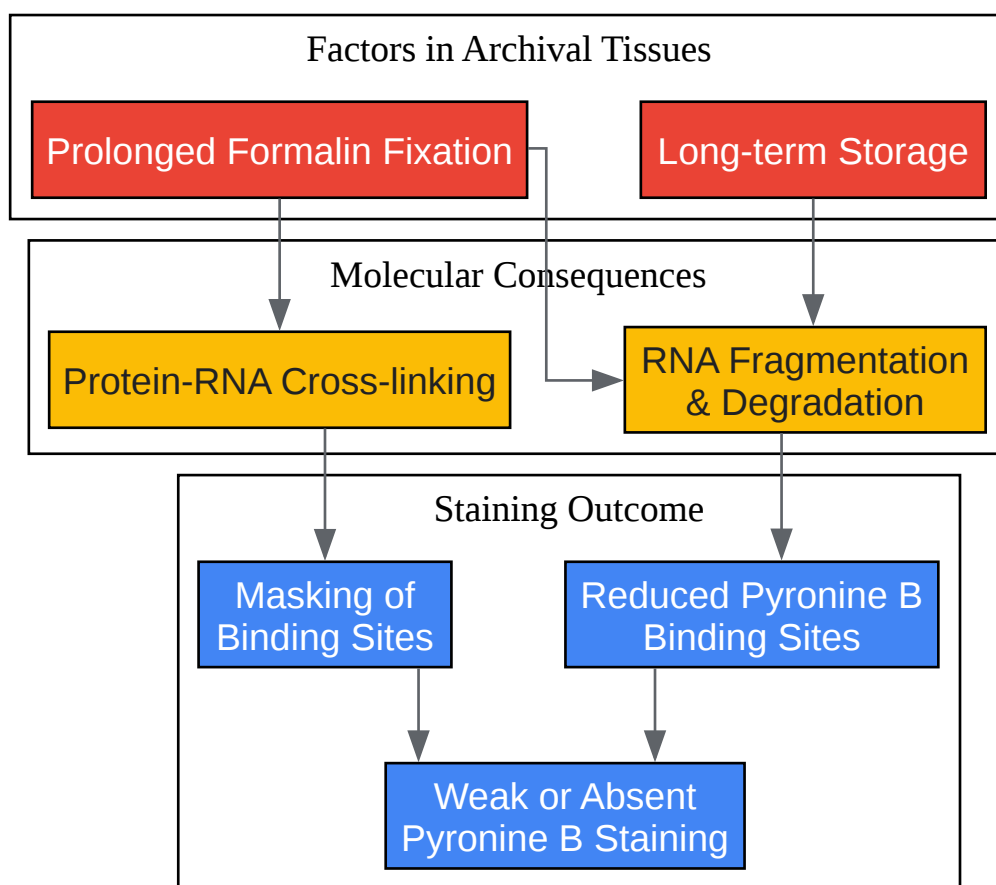 Factors in Archival Tissues
Prolonged Formalin Fixation
Long-term Storage
Molecular Consequences
Protein-RNA Cross-linking
RNA Fragmentation
& Degradation
Staining Outcome
Masking of
Binding Sites
Reduced Pyronine B
Binding Sites
Weak or Absent
Pyronine B Staining